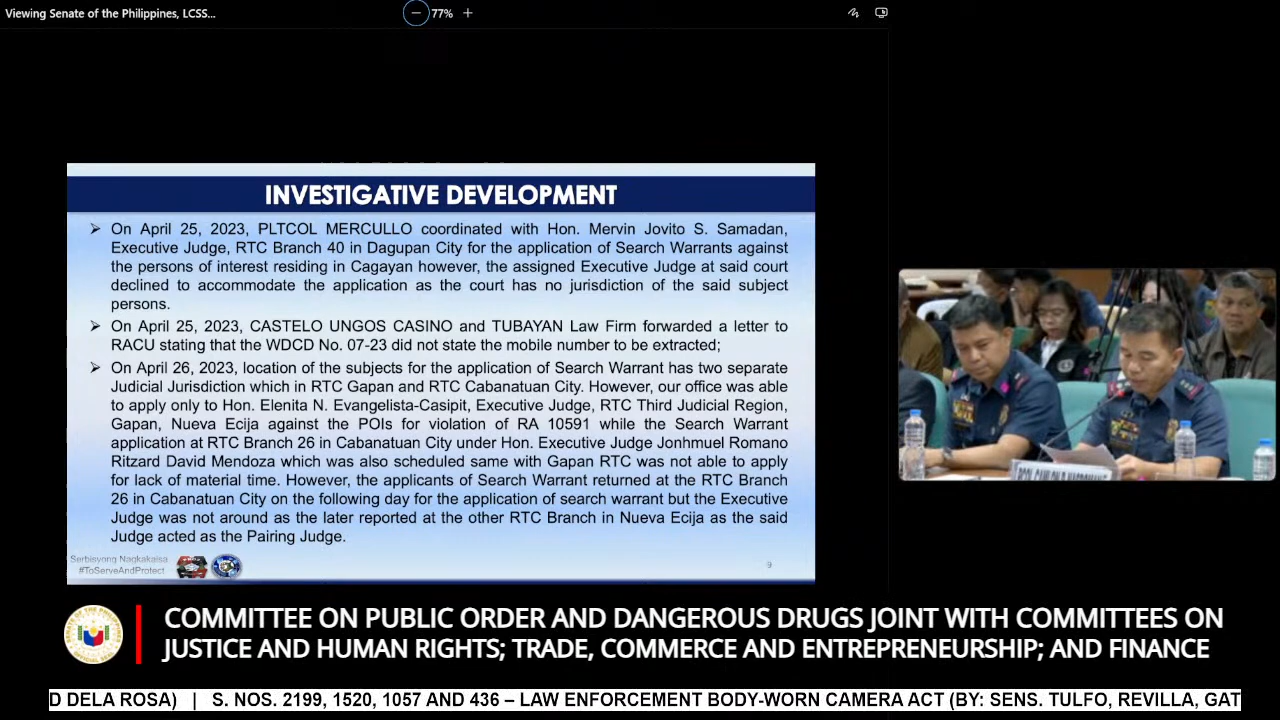 Viewing Senate of the Philippines, LCSS...
77%
INVESTIGATIVE DEVELOPMENT
On April 25, 2023, PLTCOL MERCULLO coordinated with Hon. Mervin Jovito S. Samadan,
Executive Judge, RTC Branch 40 in Dagupan City for the application of Search Warrants against
the persons of interest residing in Cagayan however, the assigned Executive Judge at said court
declined to accommodate the application as the court has no jurisdiction of the said subject
persons.
On April 25, 2023, CASTELO UNGOS CASINO and TUBAYAN Law Firm forwarded a letter to
RACU stating that the WDCD No. 07-23 did not state the mobile number to be extracted;
On April 26, 2023, location of the subjects for the application of Search Warrant has two separate
Judicial Jurisdiction which in RTC Gapan and RTC Cabanatuan City. However, our office was able
to apply only to Hon. Elenita N. Evangelista-Casipit, Executive Judge, RTC Third Judicial Region,
Gapan, Nueva Ecija against the POIs for violation of RA 10591 while the Search Warrant
application at RTC Branch 26 in Cabanatuan City under Hon. Executive Judge Jonhmuel Romano
Ritzard David Mendoza which was also scheduled same with Gapan RTC was not able to apply
for lack of material time. However, the applicants of Search Warrant returned at the RTC Branch
26 in Cabanatuan City on the following day for the application of search warrant but the Executive
Judge was not around as the later reported at the other RTC Branch in Nueva Ecija as the said
Judge acted as the Pairing Judge.
Serbisyong Nagkakaisa
#ToServeAndProtect
9
COMMITTEE ON PUBLIC ORDER AND DANGEROUS DRUGS JOINT WITH COMMITTEES ON
JUSTICE AND HUMAN RIGHTS; TRADE, COMMERCE AND ENTREPRENEURSHIP; AND FINANCE
D DELA ROSA) | S. NOS. 2199, 1520, 1057 AND 436 – LAW ENFORCEMENT BODY-WORN CAMERA ACT (BY: SENS. TULFO, REVILLA, GAT